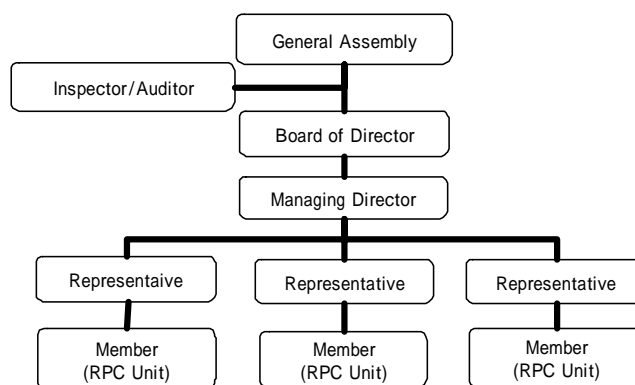 General Assembly
Inspector/Auditor
Board of Director
Managing Director
Representaive
Representative
Representative
Member
(RPC Unit)
Member
(RPC Unit)
Member
(RPC Unit)